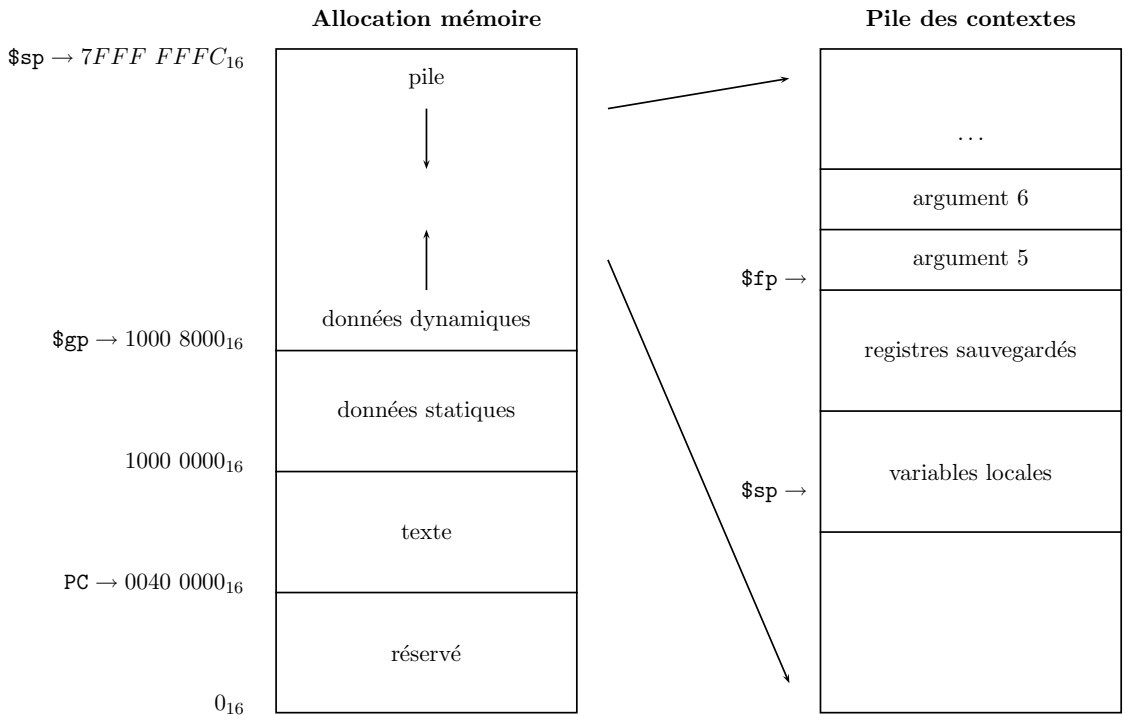 Allocation mémoire
$sp → 7FFF FFFC₁₆
pile
données dynamiques
$gp → 1000 8000₁₆
données statiques
1000 0000₁₆
texte
PC → 0040 0000₁₆
réservé
0₁₆
Pile des contextes
...
argument 6
argument 5
$fp →
registres sauvegardés
variables locales
$sp →